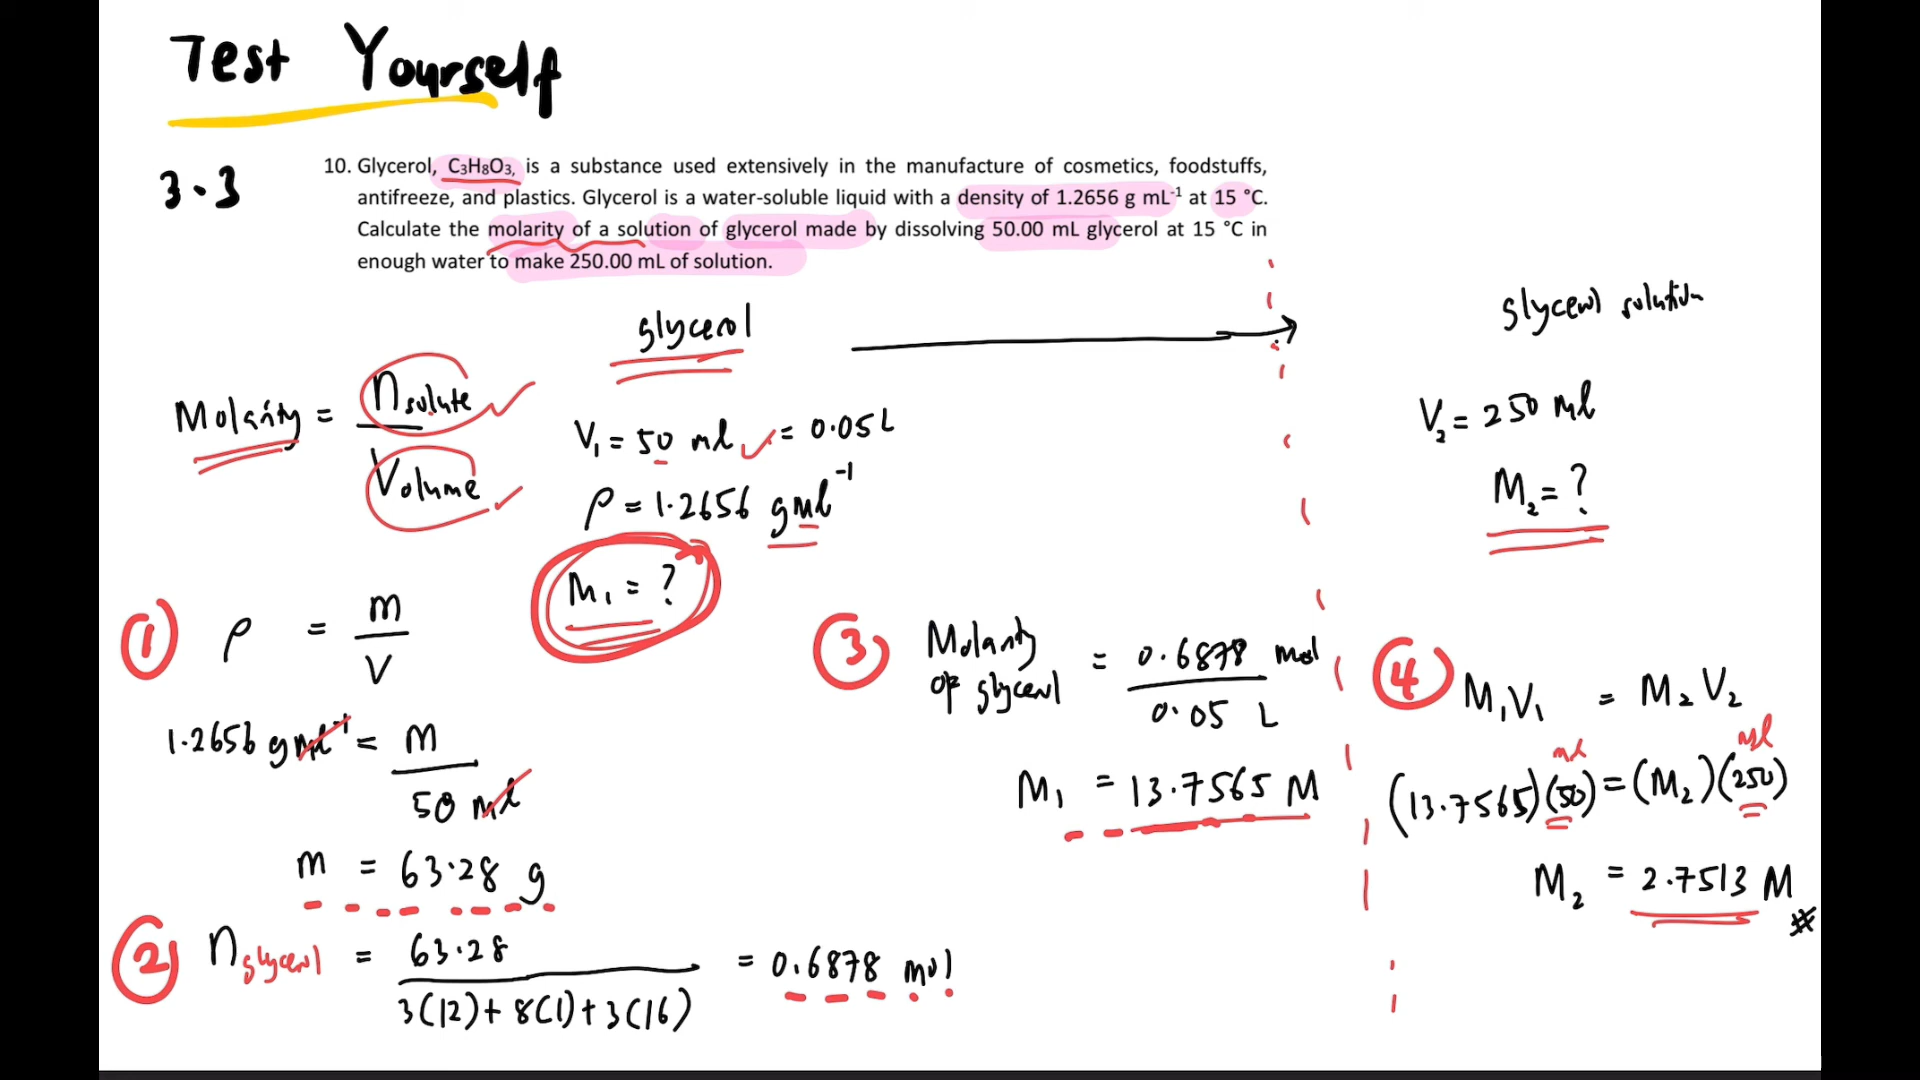 Test Yourself
3.3
10. Glycerol, C₃H₈O₃, is a substance used extensively in the manufacture of cosmetics, foodstuffs,
antifreeze, and plastics. Glycerol is a water-soluble liquid with a density of 1.2656 g mL⁻¹ at 15 °C.
Calculate the molarity of a solution of glycerol made by dissolving 50.00 mL glycerol at 15 °C in
enough water to make 250.00 mL of solution.
Molarity = n solute / Volume
glycerol
V₁ = 50 ml = 0.05 L
ρ = 1.2656 g ml⁻¹
M₁ = ?
glycerol solution
V₂ = 250 ml
M₂ = ?
① ρ = m / V
1.2656 g ml⁻¹ = m / 50 ml
m = 63.28 g
② n glycerol = 63.28 / 3(12) + 8(1) + 3(16) = 0.6878 mol
③ Molarity of glycerol = 0.6878 mol / 0.05 L
M₁ = 13.7565 M
④ M₁V₁ = M₂V₂
ml ml
(13.7565)(50) = (M₂)(250)
M₂ = 2.7513 M #